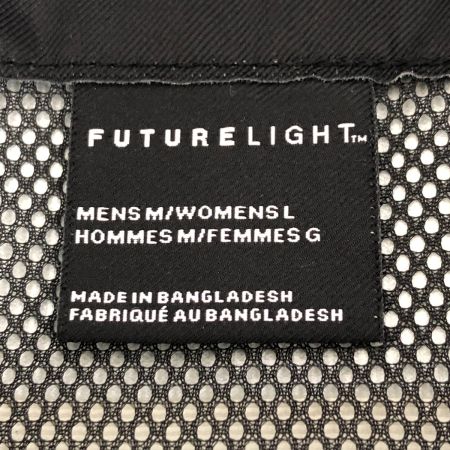 FUTURELIGHT™
MENS M/WOMENS L
HOMMES M/FEMMES G
MADE IN BANGLADESH
FABRIQUÉ AU BANGLADESH